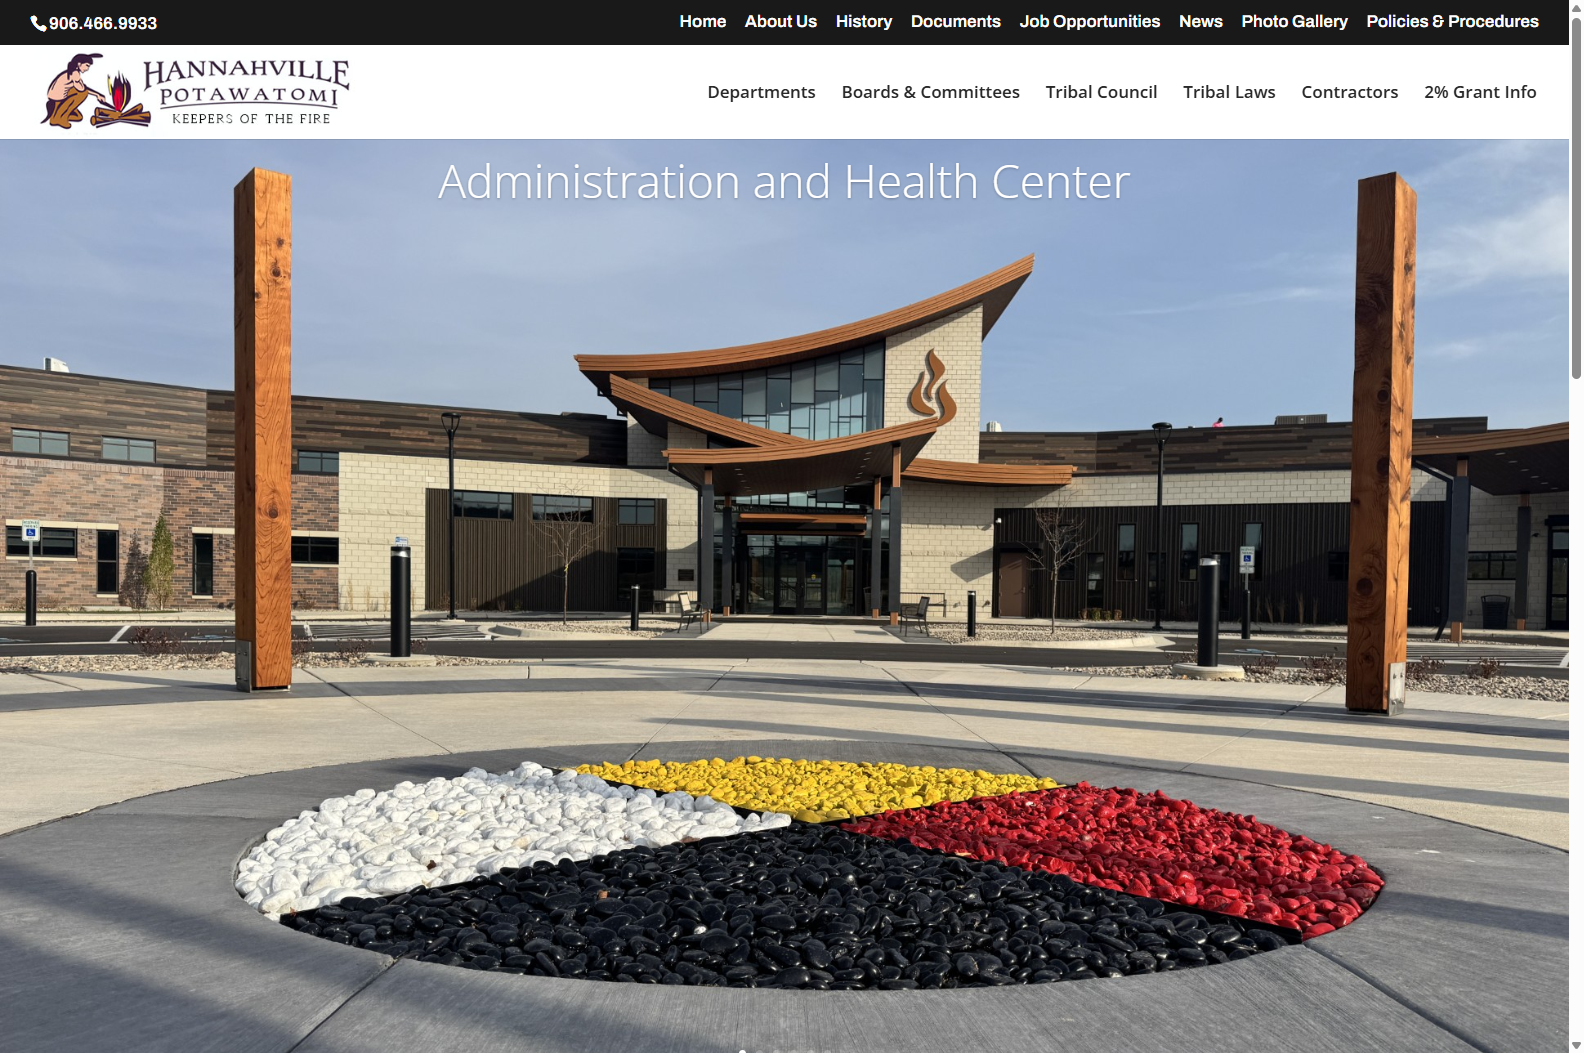 906.466.9933
Home About Us History Documents Job Opportunities News Photo Gallery Policies & Procedures
HANNAHVILLE
POTAWATOMI
KEEPERS OF THE FIRE
Departments Boards & Committees Tribal Council Tribal Laws Contractors 2% Grant Info
Administration and Health Center